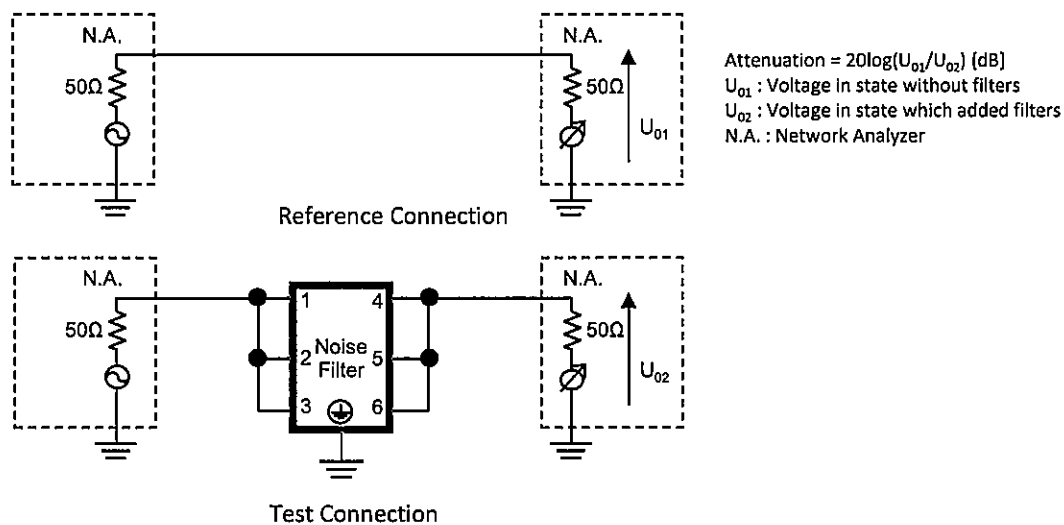 N.A.
N.A.
50Ω
50Ω
U01
Attenuation = 20log(U01/U02) [dB]
U01 : Voltage in state without filters
U02 : Voltage in state which added filters
N.A. : Network Analyzer
Reference Connection
N.A.
N.A.
50Ω
1
4
50Ω
2
Noise
Filter
5
U02
3
6
Test Connection